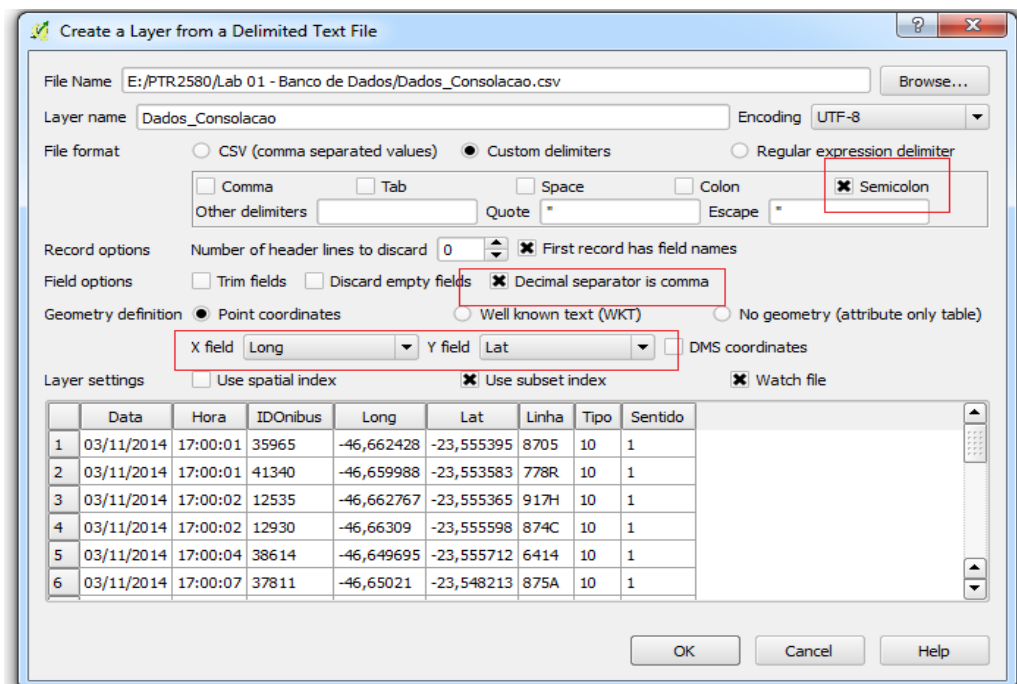 Create a Layer from a Delimited Text File
File Name E:/PTR2580/Lab 01 - Banco de Dados/Dados_Consolacao.csv Browse...
Layer name Dados_Consolacao Encoding UTF-8
File format CSV (comma separated values) Custom delimiters Regular expression delimiter
Comma Tab Space Colon Semicolon
Other delimiters Quote " Escape "
Record options Number of header lines to discard 0 First record has field names
Field options Trim fields Discard empty fields Decimal separator is comma
Geometry definition Point coordinates Well known text (WKT) No geometry (attribute only table)
X field Long Y field Lat DMS coordinates
Layer settings Use spatial index Use subset index Watch file
Data Hora IDOnibus Long Lat Linha Tipo Sentido
1 03/11/2014 17:00:01 35965 -46,662428 -23,555395 8705 10 1
2 03/11/2014 17:00:01 41340 -46,659988 -23,553583 778R 10 1
3 03/11/2014 17:00:02 12535 -46,662767 -23,555365 917H 10 1
4 03/11/2014 17:00:02 12930 -46,66309 -23,555598 874C 10 1
5 03/11/2014 17:00:04 38614 -46,649695 -23,555712 6414 10 1
6 03/11/2014 17:00:07 37811 -46,65021 -23,548213 875A 10 1
OK Cancel Help